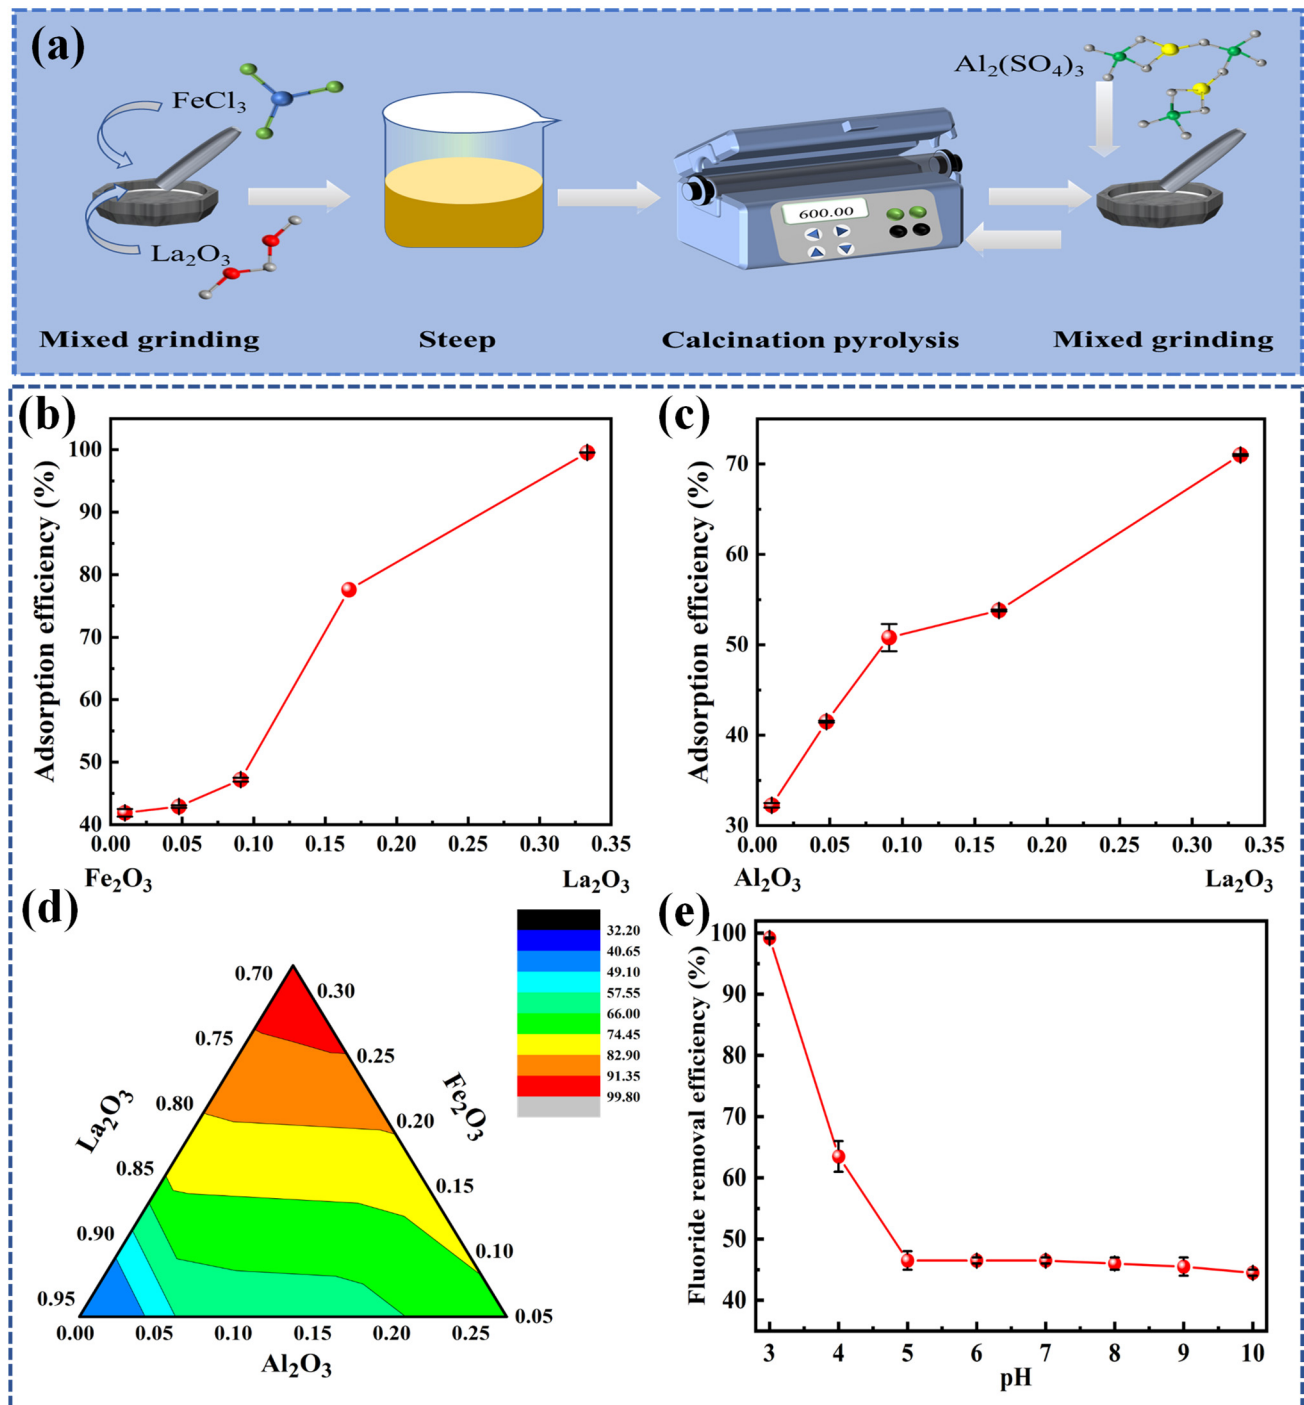 (a)
FeCl3
La2O3
600.00
Al2(SO4)3
Mixed grinding
Steep
Calcination pyrolysis
Mixed grinding
(b)
Adsorption efficiency (%)
100
90
80
70
60
50
40
0.00 0.05 0.10 0.15 0.20 0.25 0.30 0.35
Fe2O3 La2O3
(c)
Adsorption efficiency (%)
70
60
50
40
30
0.00 0.05 0.10 0.15 0.20 0.25 0.30 0.35
Al2O3 La2O3
(d)
32.20
40.65
49.10
57.55
66.00
74.45
82.90
91.35
99.80
0.70
0.75
0.80
0.85
0.90
0.95
La2O3
0.30
0.25
0.20
0.15
0.10
0.05
Fe2O3
0.00 0.05 0.10 0.15 0.20 0.25
Al2O3
(e)
Fluoride removal efficiency (%)
100
90
80
70
60
50
40
3 4 5 6 7 8 9 10
pH